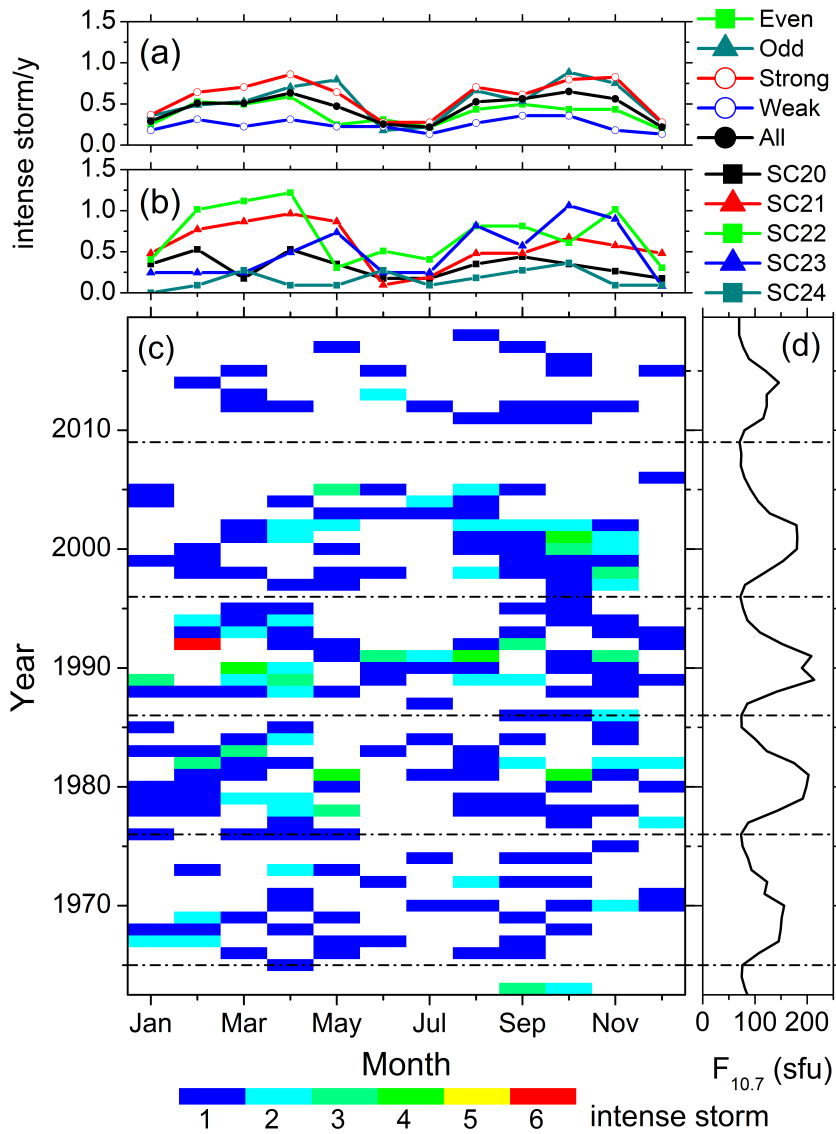 intense storm/y
1.5
1.0
0.5
0.0
(a)
Even
Odd
Strong
Weak
All
1.5
1.0
0.5
0.0
(b)
SC20
SC21
SC22
SC23
SC24
(c)
(d)
Year
2010
2000
1990
1980
1970
Jan Mar May Jul Sep Nov
Month
0 100 200
F10.7 (sfu)
1 2 3 4 5 6 intense storm